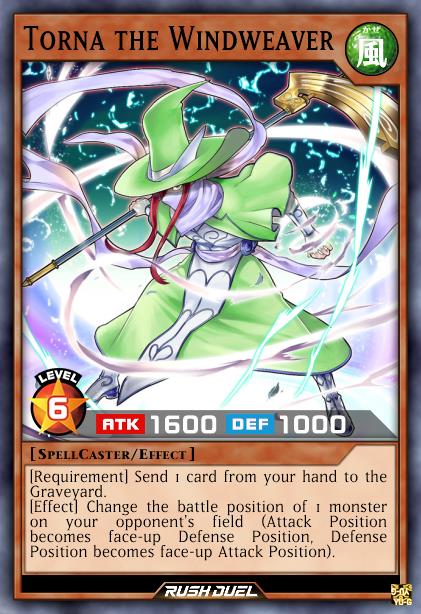 TORNA THE WINDWEAVER
かぜ
風
LEVEL
6
ATK 1600 DEF 1000
[SPELLCASTER/EFFECT]
[Requirement] Send 1 card from your hand to the
Graveyard.
[Effect] Change the battle position of 1 monster
on your opponent's field (Attack Position
becomes face-up Defense Position, Defense
Position becomes face-up Attack Position).
RUSH DUEL